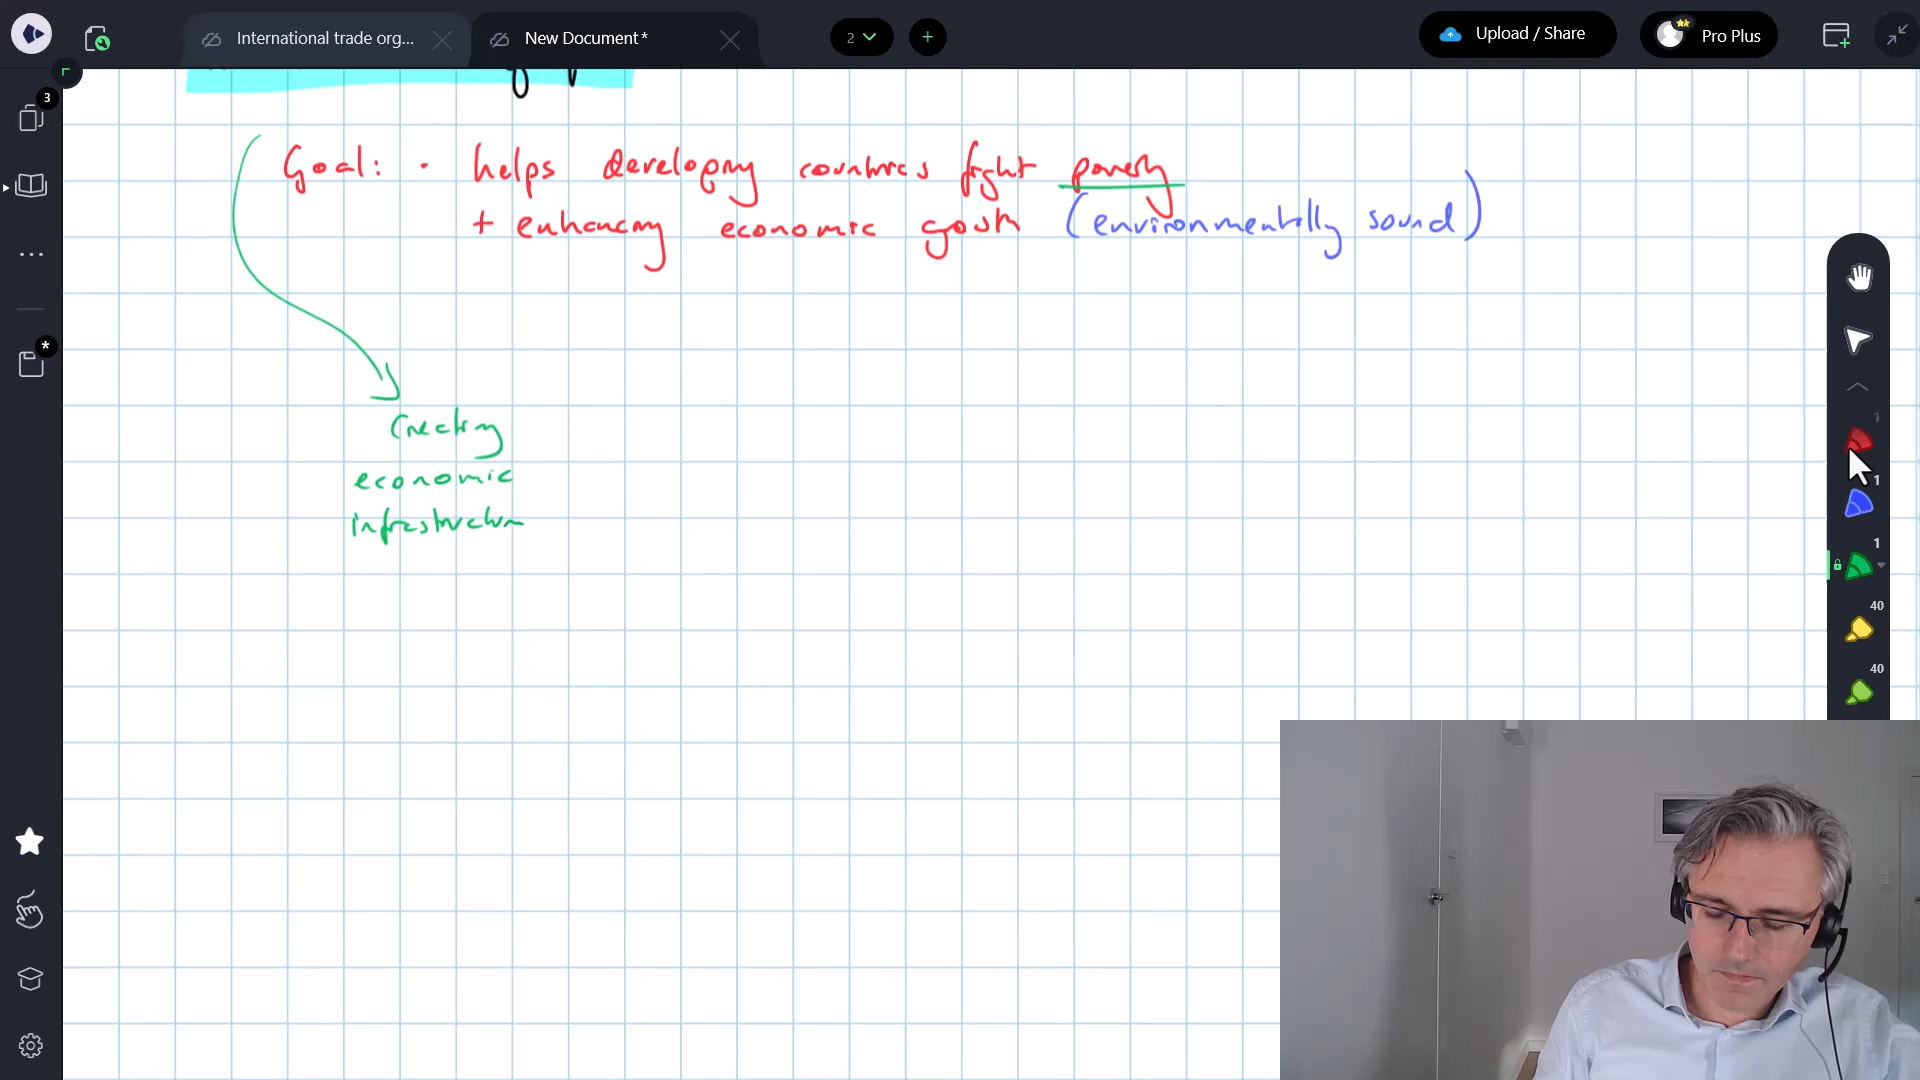 International trade org...
New Document*
2
Upload / Share
Pro Plus
3
Goal: · helps developing countries fight poverty
+ enhancing economic growth (environmentally sound)
Creating
economic
infrastructure
1
1
1
40
40